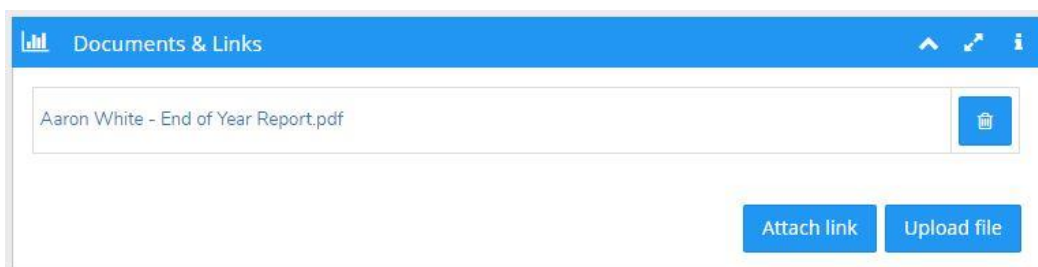 Documents & Links
Aaron White - End of Year Report.pdf
Attach link
Upload file